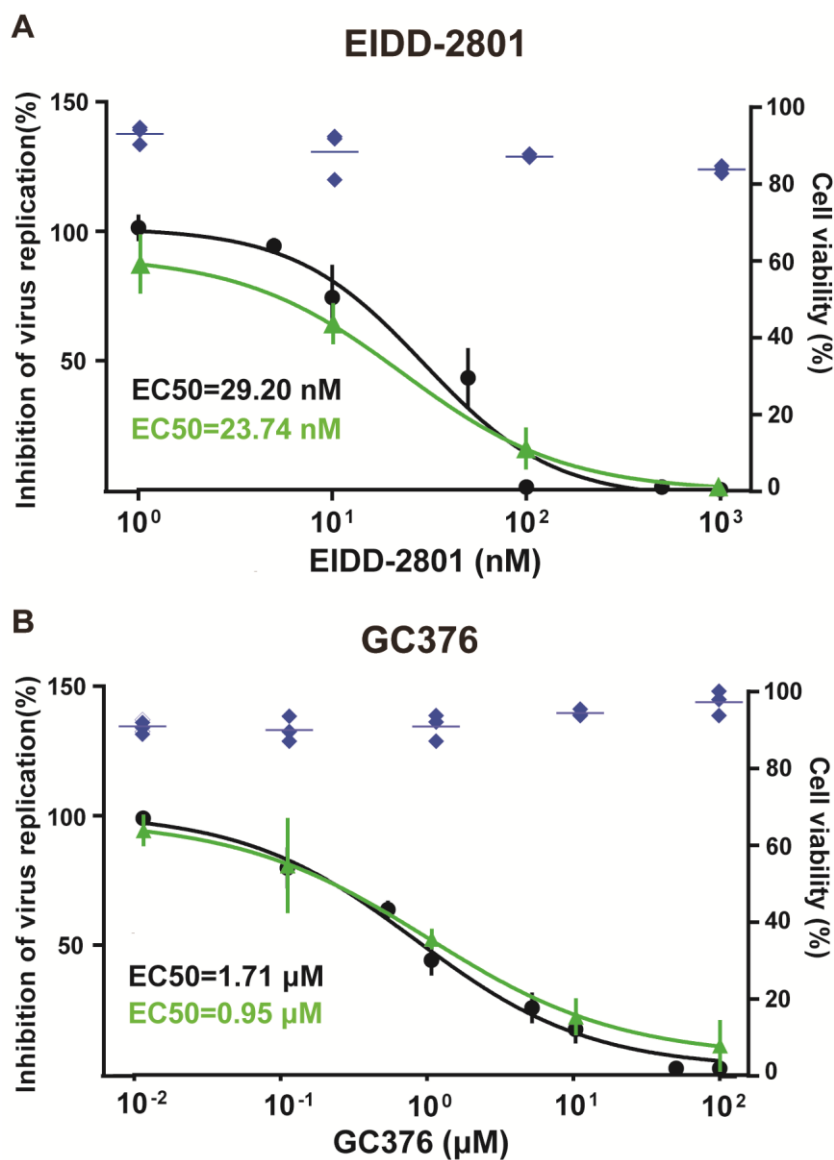 A
EIDD-2801
Inhibition of virus replication(%)
150
100
50
EC50=29.20 nM
EC50=23.74 nM
100
80
60
40
20
0
Cell viability (%)
10⁰
10¹
10²
10³
EIDD-2801 (nM)
B
GC376
Inhibition of virus replication(%)
150
100
50
EC50=1.71 μM
EC50=0.95 μM
100
80
60
40
20
0
Cell viability (%)
10⁻²
10⁻¹
10⁰
10¹
10²
GC376 (μM)